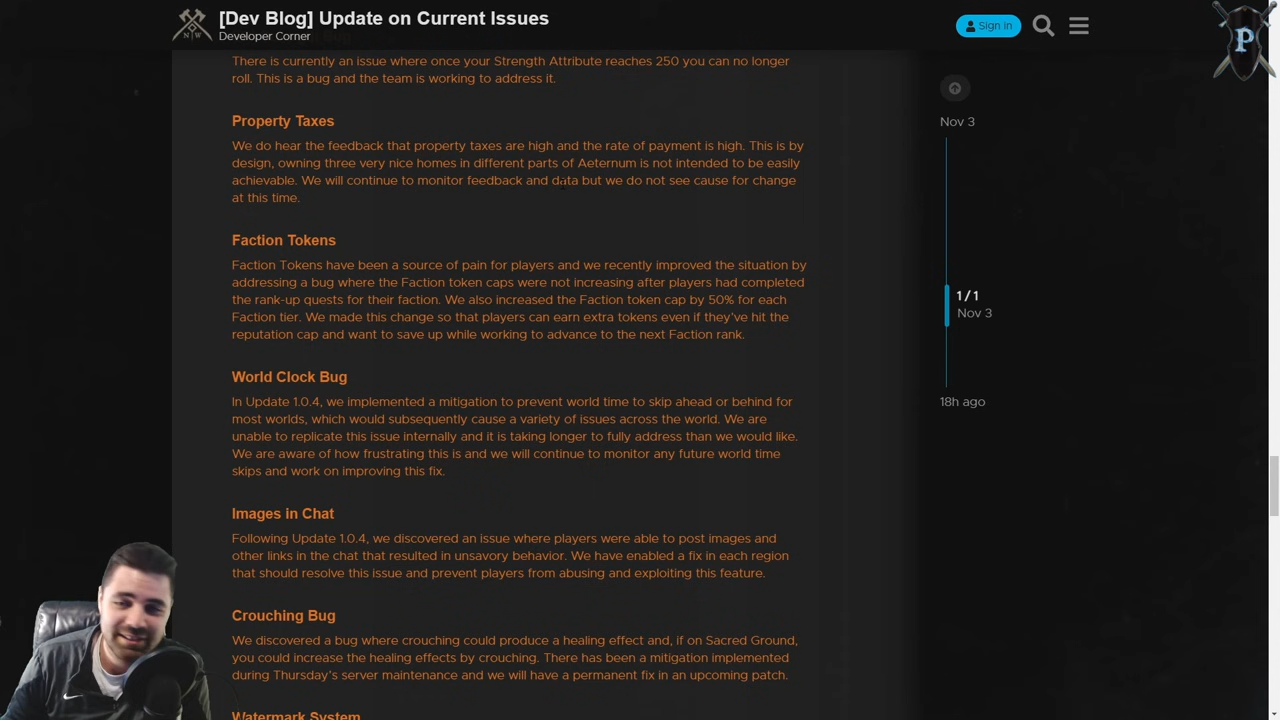 [Dev Blog] Update on Current Issues
Developer Corner
Sign in
N W
P
There is currently an issue where once your Strength Attribute reaches 250 you can no longer
roll. This is a bug and the team is working to address it.
Property Taxes
We do hear the feedback that property taxes are high and the rate of payment is high. This is by
design, owning three very nice homes in different parts of Aeternum is not intended to be easily
achievable. We will continue to monitor feedback and data but we do not see cause for change
at this time.
Faction Tokens
Faction Tokens have been a source of pain for players and we recently improved the situation by
addressing a bug where the Faction token caps were not increasing after players had completed
the rank-up quests for their faction. We also increased the Faction token cap by 50% for each
Faction tier. We made this change so that players can earn extra tokens even if they've hit the
reputation cap and want to save up while working to advance to the next Faction rank.
World Clock Bug
In Update 1.0.4, we implemented a mitigation to prevent world time to skip ahead or behind for
most worlds, which would subsequently cause a variety of issues across the world. We are
unable to replicate this issue internally and it is taking longer to fully address than we would like.
We are aware of how frustrating this is and we will continue to monitor any future world time
skips and work on improving this fix.
Images in Chat
Following Update 1.0.4, we discovered an issue where players were able to post images and
other links in the chat that resulted in unsavory behavior. We have enabled a fix in each region
that should resolve this issue and prevent players from abusing and exploiting this feature.
Crouching Bug
We discovered a bug where crouching could produce a healing effect and, if on Sacred Ground,
you could increase the healing effects by crouching. There has been a mitigation implemented
during Thursday's server maintenance and we will have a permanent fix in an upcoming patch.
Watermark System
Nov 3
1 / 1
Nov 3
18h ago